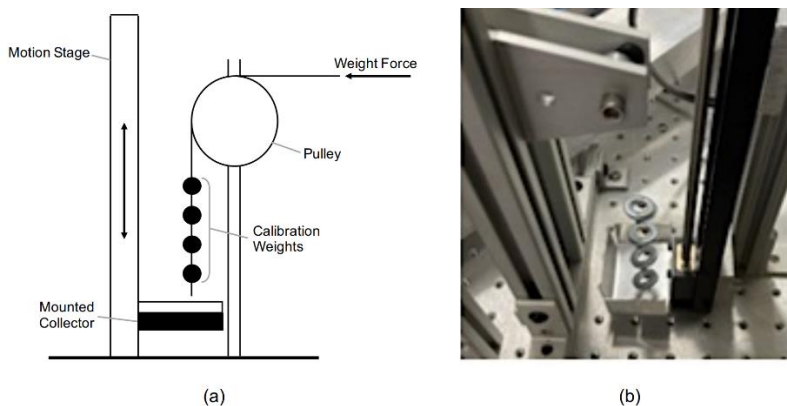 Motion Stage
Weight Force
Pulley
Calibration
Weights
Mounted
Collector
(a)
(b)